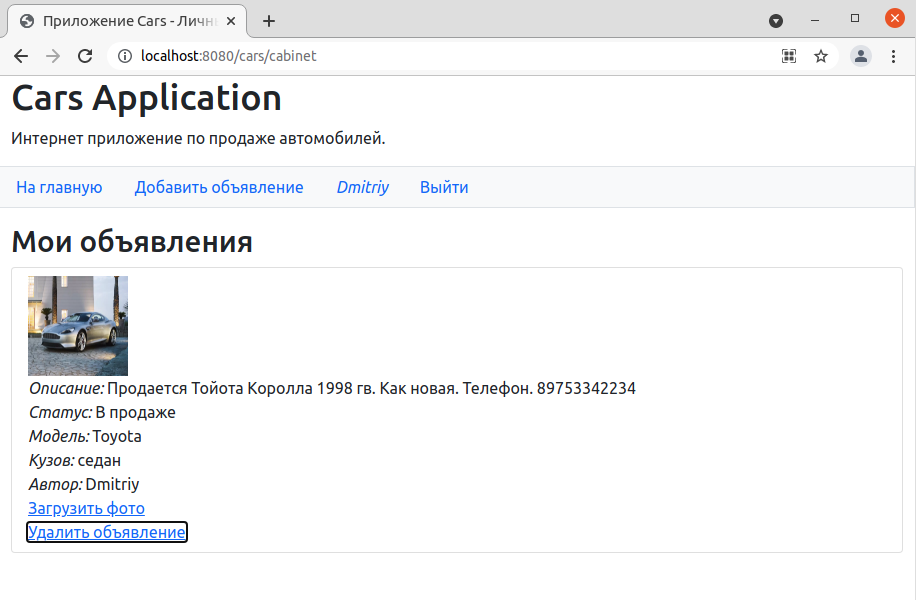 Приложение Cars - Личн
localhost:8080/cars/cabinet
Cars Application
Интернет приложение по продаже автомобилей.
На главную Добавить объявление Dmitriy Выйти
Мои объявления
Описание: Продается Тойота Королла 1998 гв. Как новая. Телефон. 89753342234
Статус: В продаже
Модель: Toyota
Кузов: седан
Автор: Dmitriy
Загрузить фото
Удалить объявление